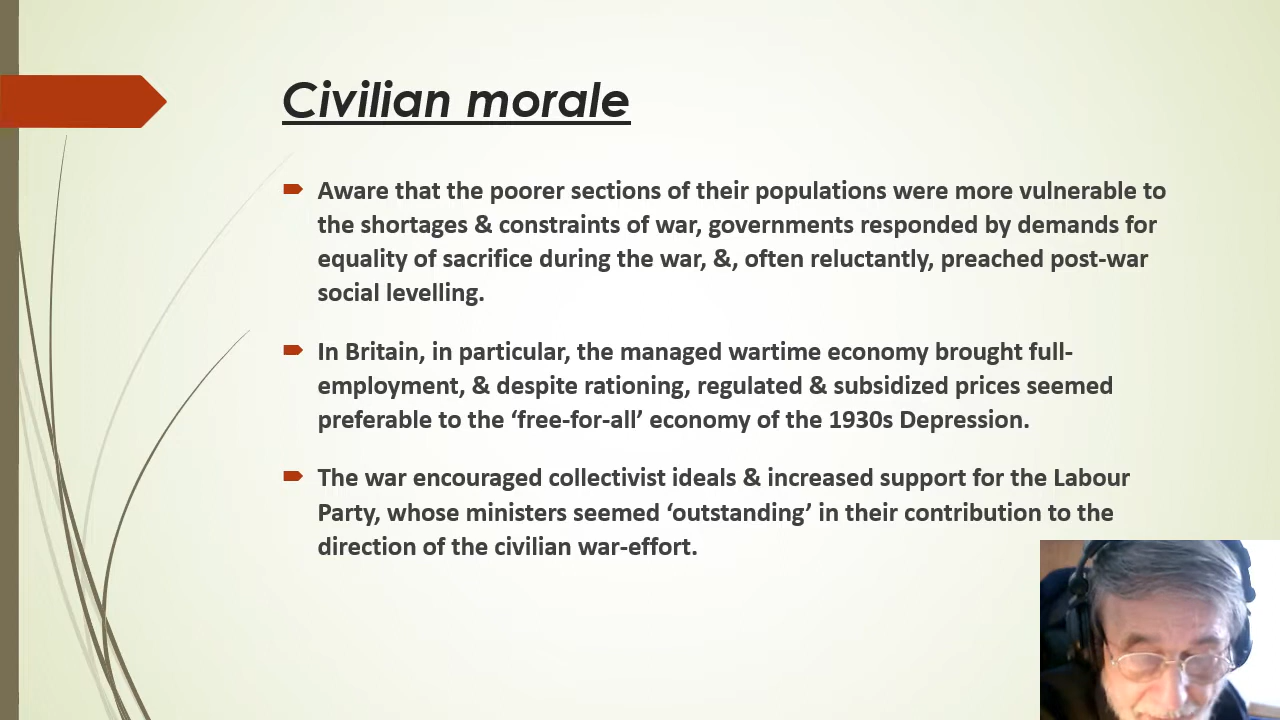 Civilian morale
Aware that the poorer sections of their populations were more vulnerable to
the shortages & constraints of war, governments responded by demands for
equality of sacrifice during the war, &, often reluctantly, preached post-war
social levelling.
In Britain, in particular, the managed wartime economy brought full-
employment, & despite rationing, regulated & subsidized prices seemed
preferable to the ‘free-for-all’ economy of the 1930s Depression.
The war encouraged collectivist ideals & increased support for the Labour
Party, whose ministers seemed ‘outstanding’ in their contribution to the
direction of the civilian war-effort.